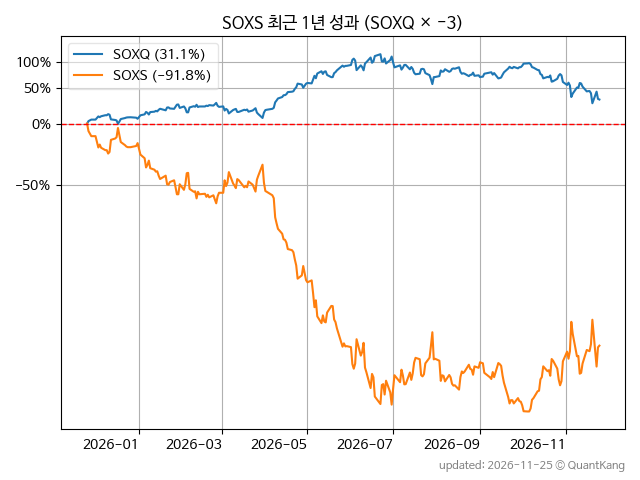 SOXS 최근 1년 성과 (SOXQ × −3)
SOXQ (31.1%)
SOXS (−91.8%)
100%
50%
0%
−50%
2026−01
2026−03
2026−05
2026−07
2026−09
2026−11
updated: 2026−11−25 © QuantKang